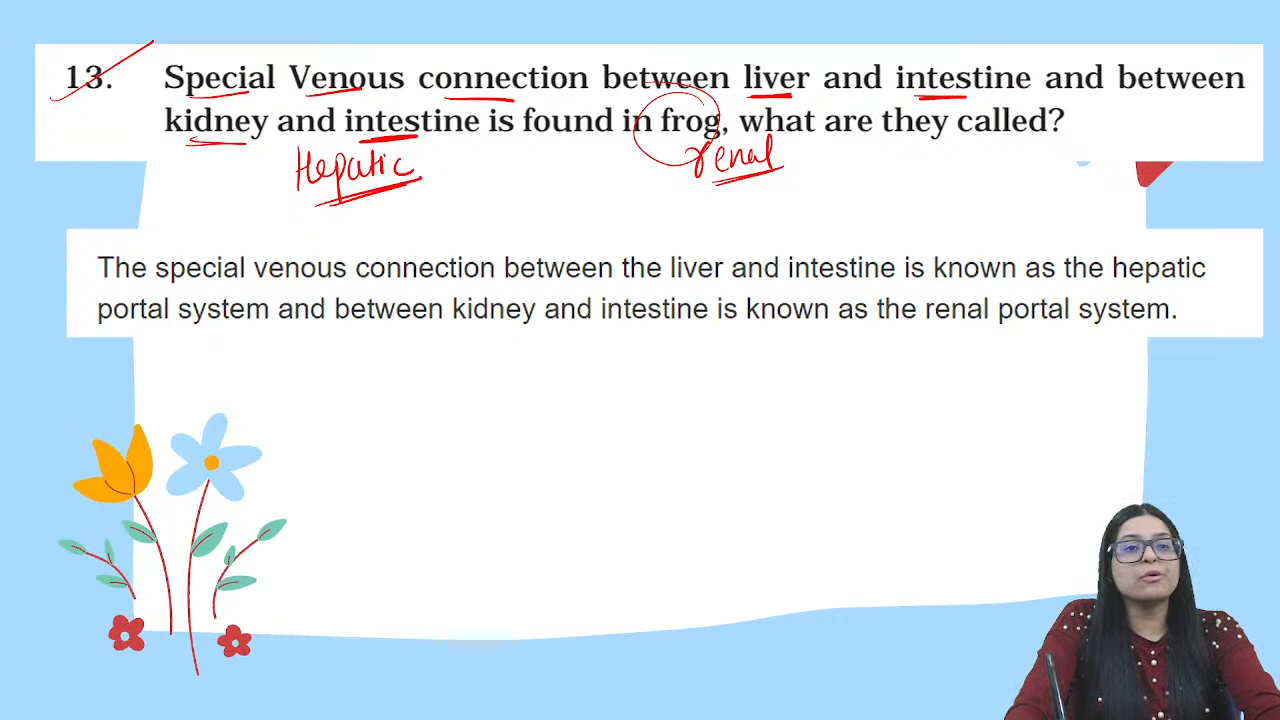 13. Special Venous connection between liver and intestine and between
kidney and intestine is found in frog, what are they called?
Hepatic renal
The special venous connection between the liver and intestine is known as the hepatic
portal system and between kidney and intestine is known as the renal portal system.